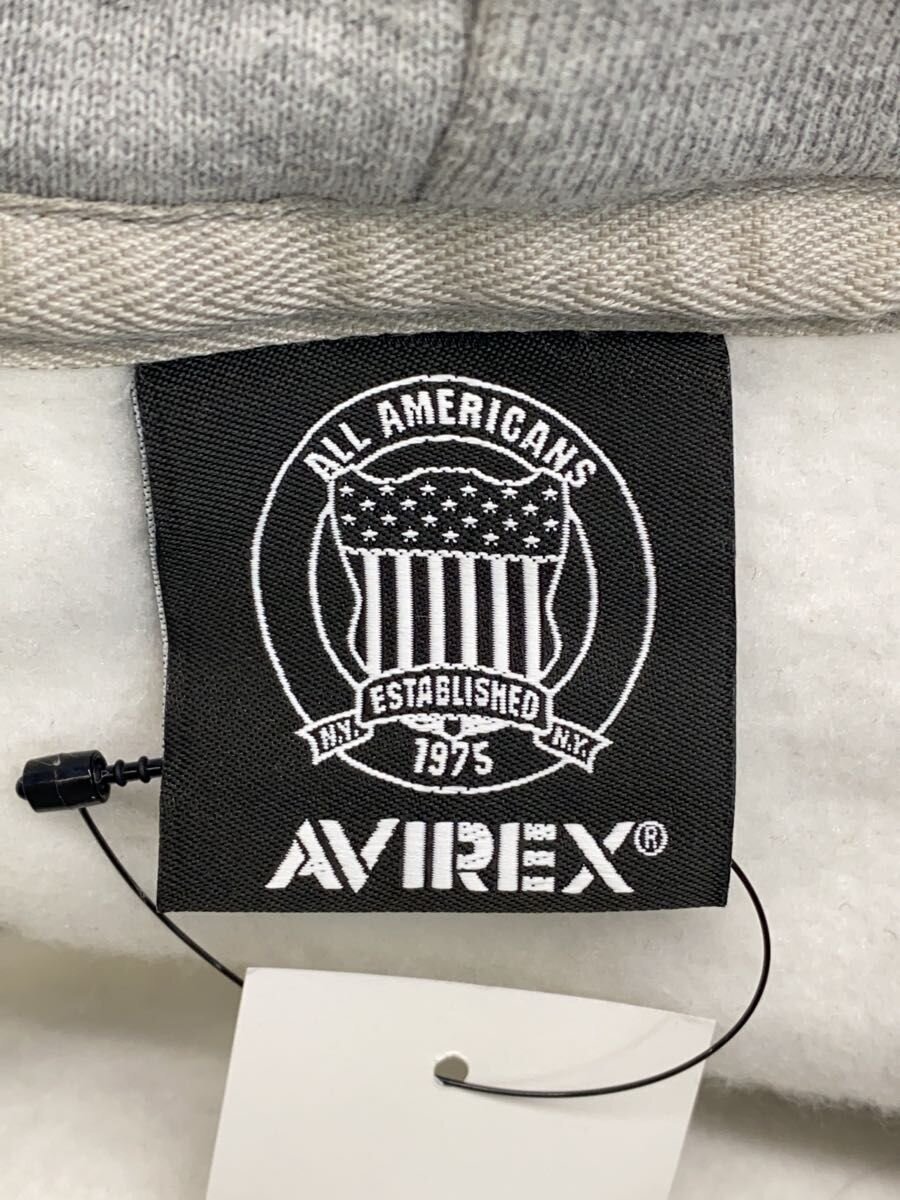 ALL AMERICANS
ESTABLISHED
N.Y. N.Y.
1975
AVIREX®